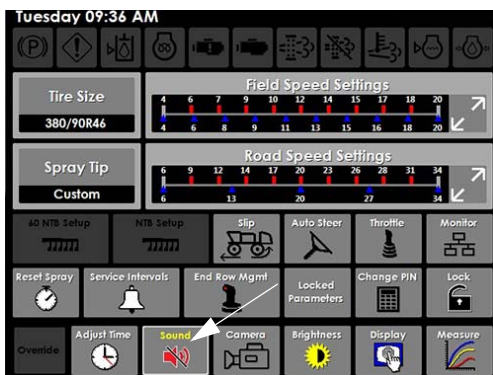 Tuesday 09:36 AM
Tire Size
380/90R46
Field Speed Settings
4 6 7 9 10 12 14 15 17 18 20
4 6 8 9 11 13 15 16 18 20
Spray Tip
Custom
Road Speed Settings
6 9 12 14 17 20 23 26 28 31 34
6 13 20 27 34
60 NTB Setup
NTB Setup
Slip
Auto Steer
Throttle
Monitor
Reset Spray
Service Intervals
End Row Mgmt
Locked
Parameters
Change PIN
Lock
Override
Adjust Time
Sound
Camera
Brightness
Display
Measure